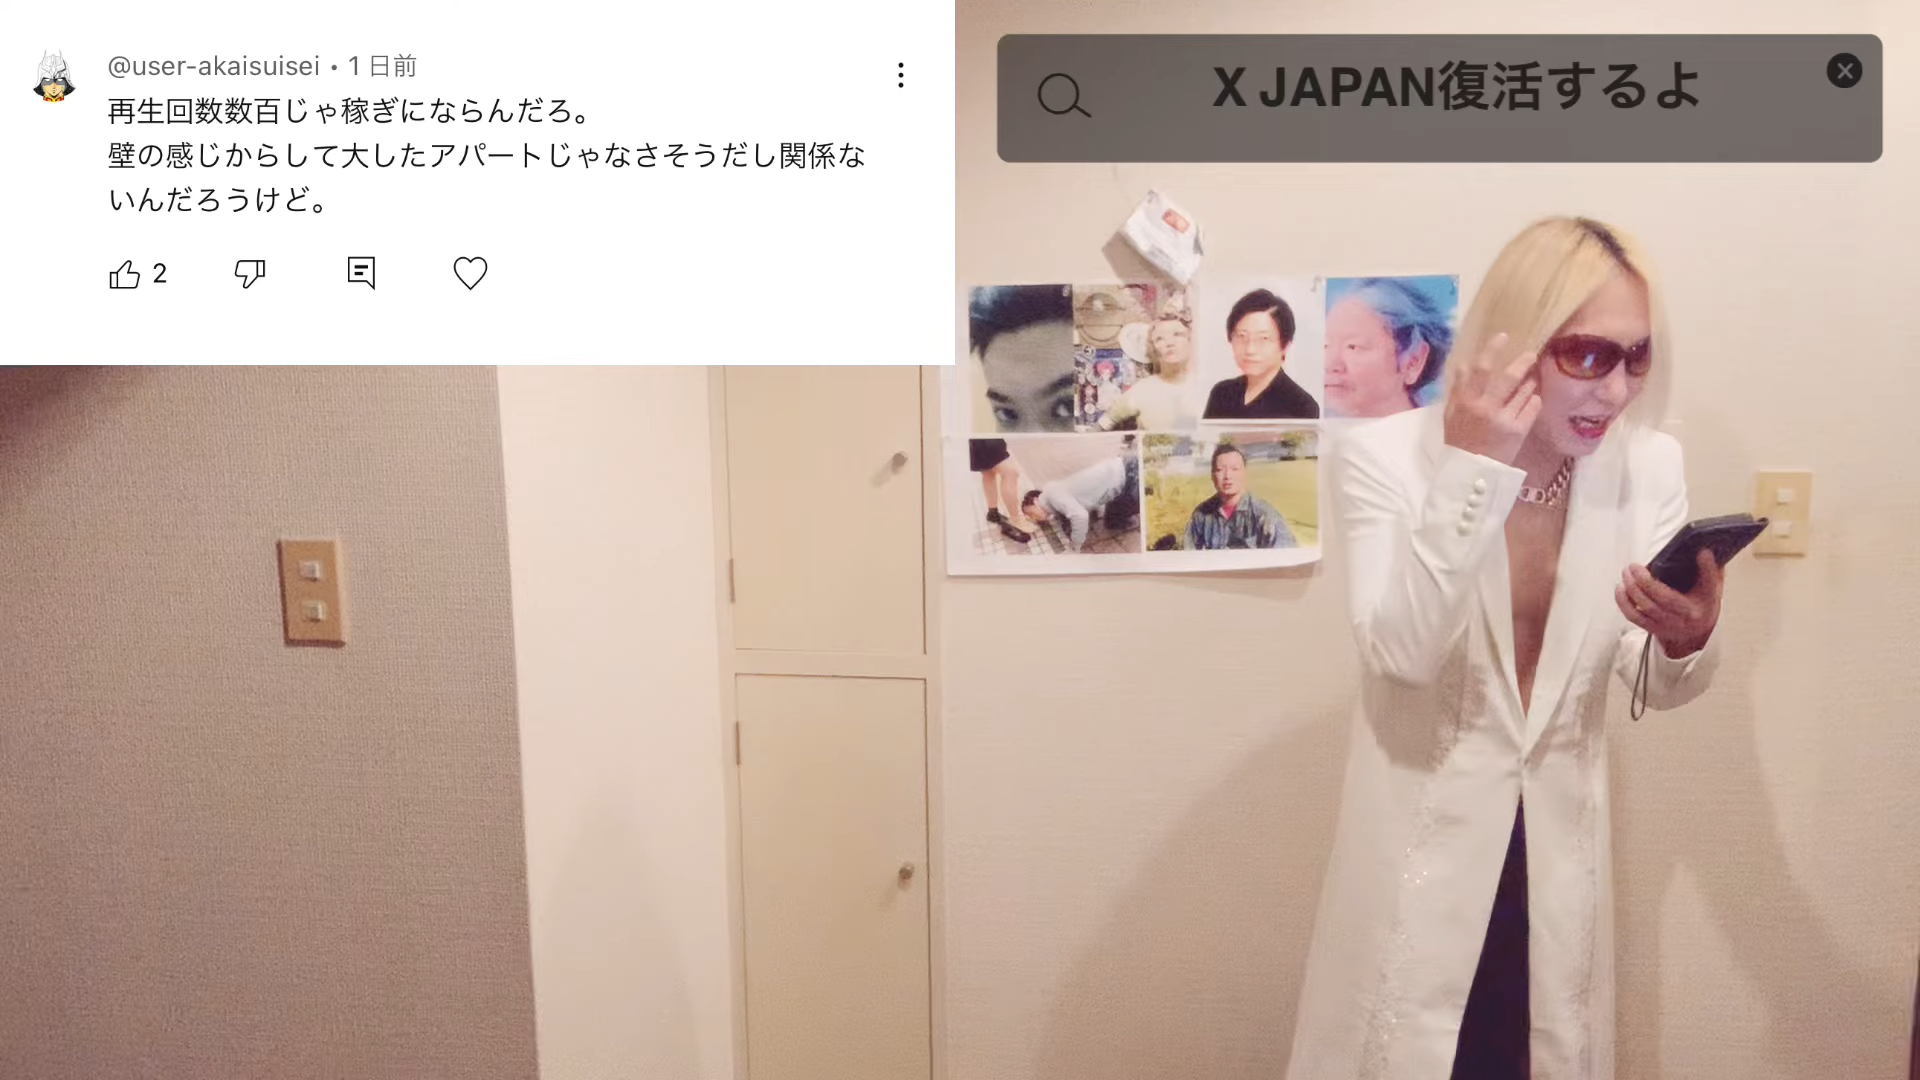 @user-akaisuisei • 1 日前
再生回数数百じゃ稼ぎにならんだろ。
壁の感じからして大したアパートじゃなさそうだし関係な
いんだろうけど。
2
X JAPAN復活するよ